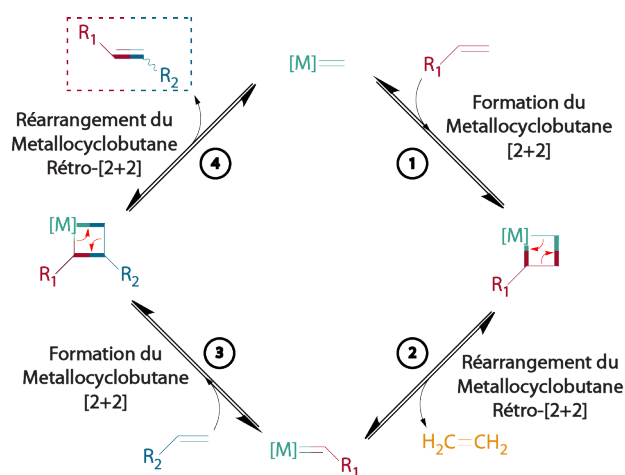 R1
R2
[M]
R1
Réarrangement du
Metallocyclobutane
Rétro-[2+2]
Formation du
Metallocyclobutane
[2+2]
4
1
[M]
R1
R2
[M]
R1
3
2
Formation du
Metallocyclobutane
[2+2]
Réarrangement du
Metallocyclobutane
Rétro-[2+2]
R2
[M]
R1
H2C=CH2